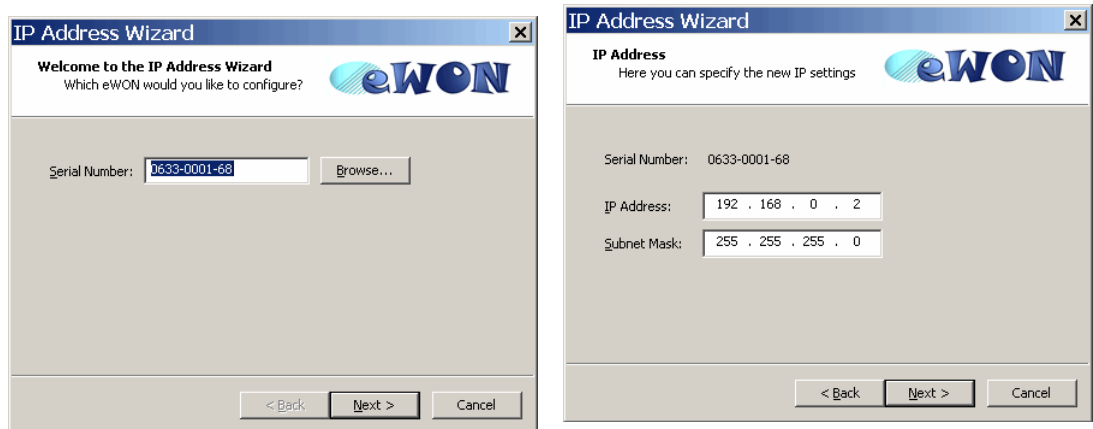 IP Address Wizard
Welcome to the IP Address Wizard
Which eWON would you like to configure?
eWON
Serial Number: 0633-0001-68 Browse...
< Back Next > Cancel
IP Address Wizard
IP Address
Here you can specify the new IP settings
eWON
Serial Number: 0633-0001-68
IP Address: 192 . 168 . 0 . 2
Subnet Mask: 255 . 255 . 255 . 0
< Back Next > Cancel